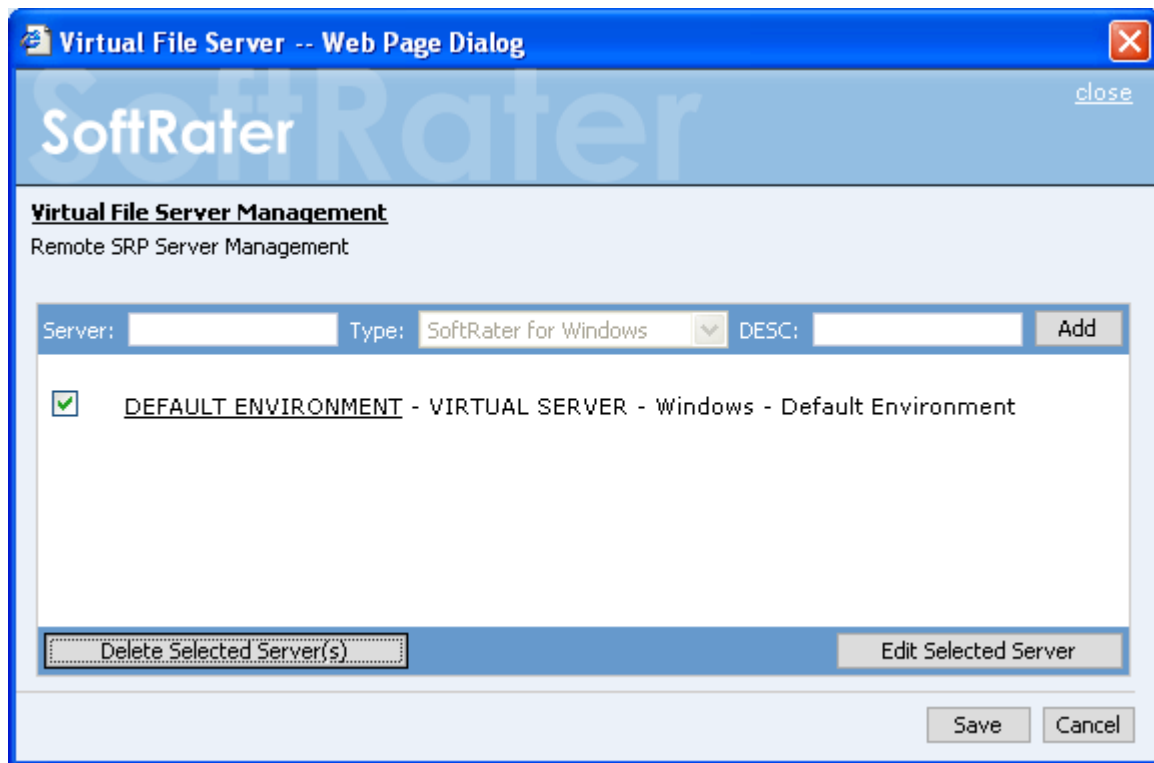 Virtual File Server -- Web Page Dialog
SoftRater
close
SoftRater
Virtual File Server Management
Remote SRP Server Management
Server: Type: SoftRater for Windows DESC: Add
DEFAULT ENVIRONMENT - VIRTUAL SERVER - Windows - Default Environment
Delete Selected Server(s) Edit Selected Server
Save Cancel